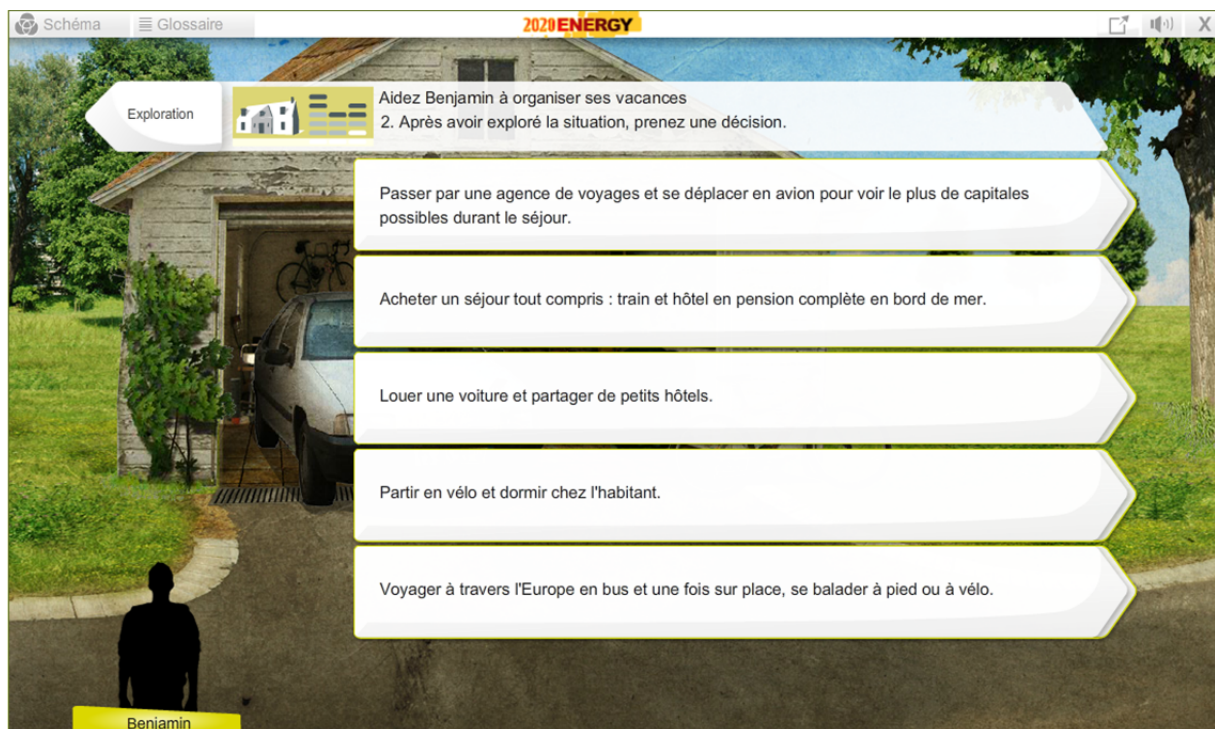 Schéma
Glossaire
2020ENERGY
X
Exploration
Aidez Benjamin à organiser ses vacances
2. Après avoir exploré la situation, prenez une décision.
Passer par une agence de voyages et se déplacer en avion pour voir le plus de capitales
possibles durant le séjour.
Acheter un séjour tout compris : train et hôtel en pension complète en bord de mer.
Louer une voiture et partager de petits hôtels.
Partir en vélo et dormir chez l'habitant.
Voyager à travers l'Europe en bus et une fois sur place, se balader à pied ou à vélo.
Benjamin